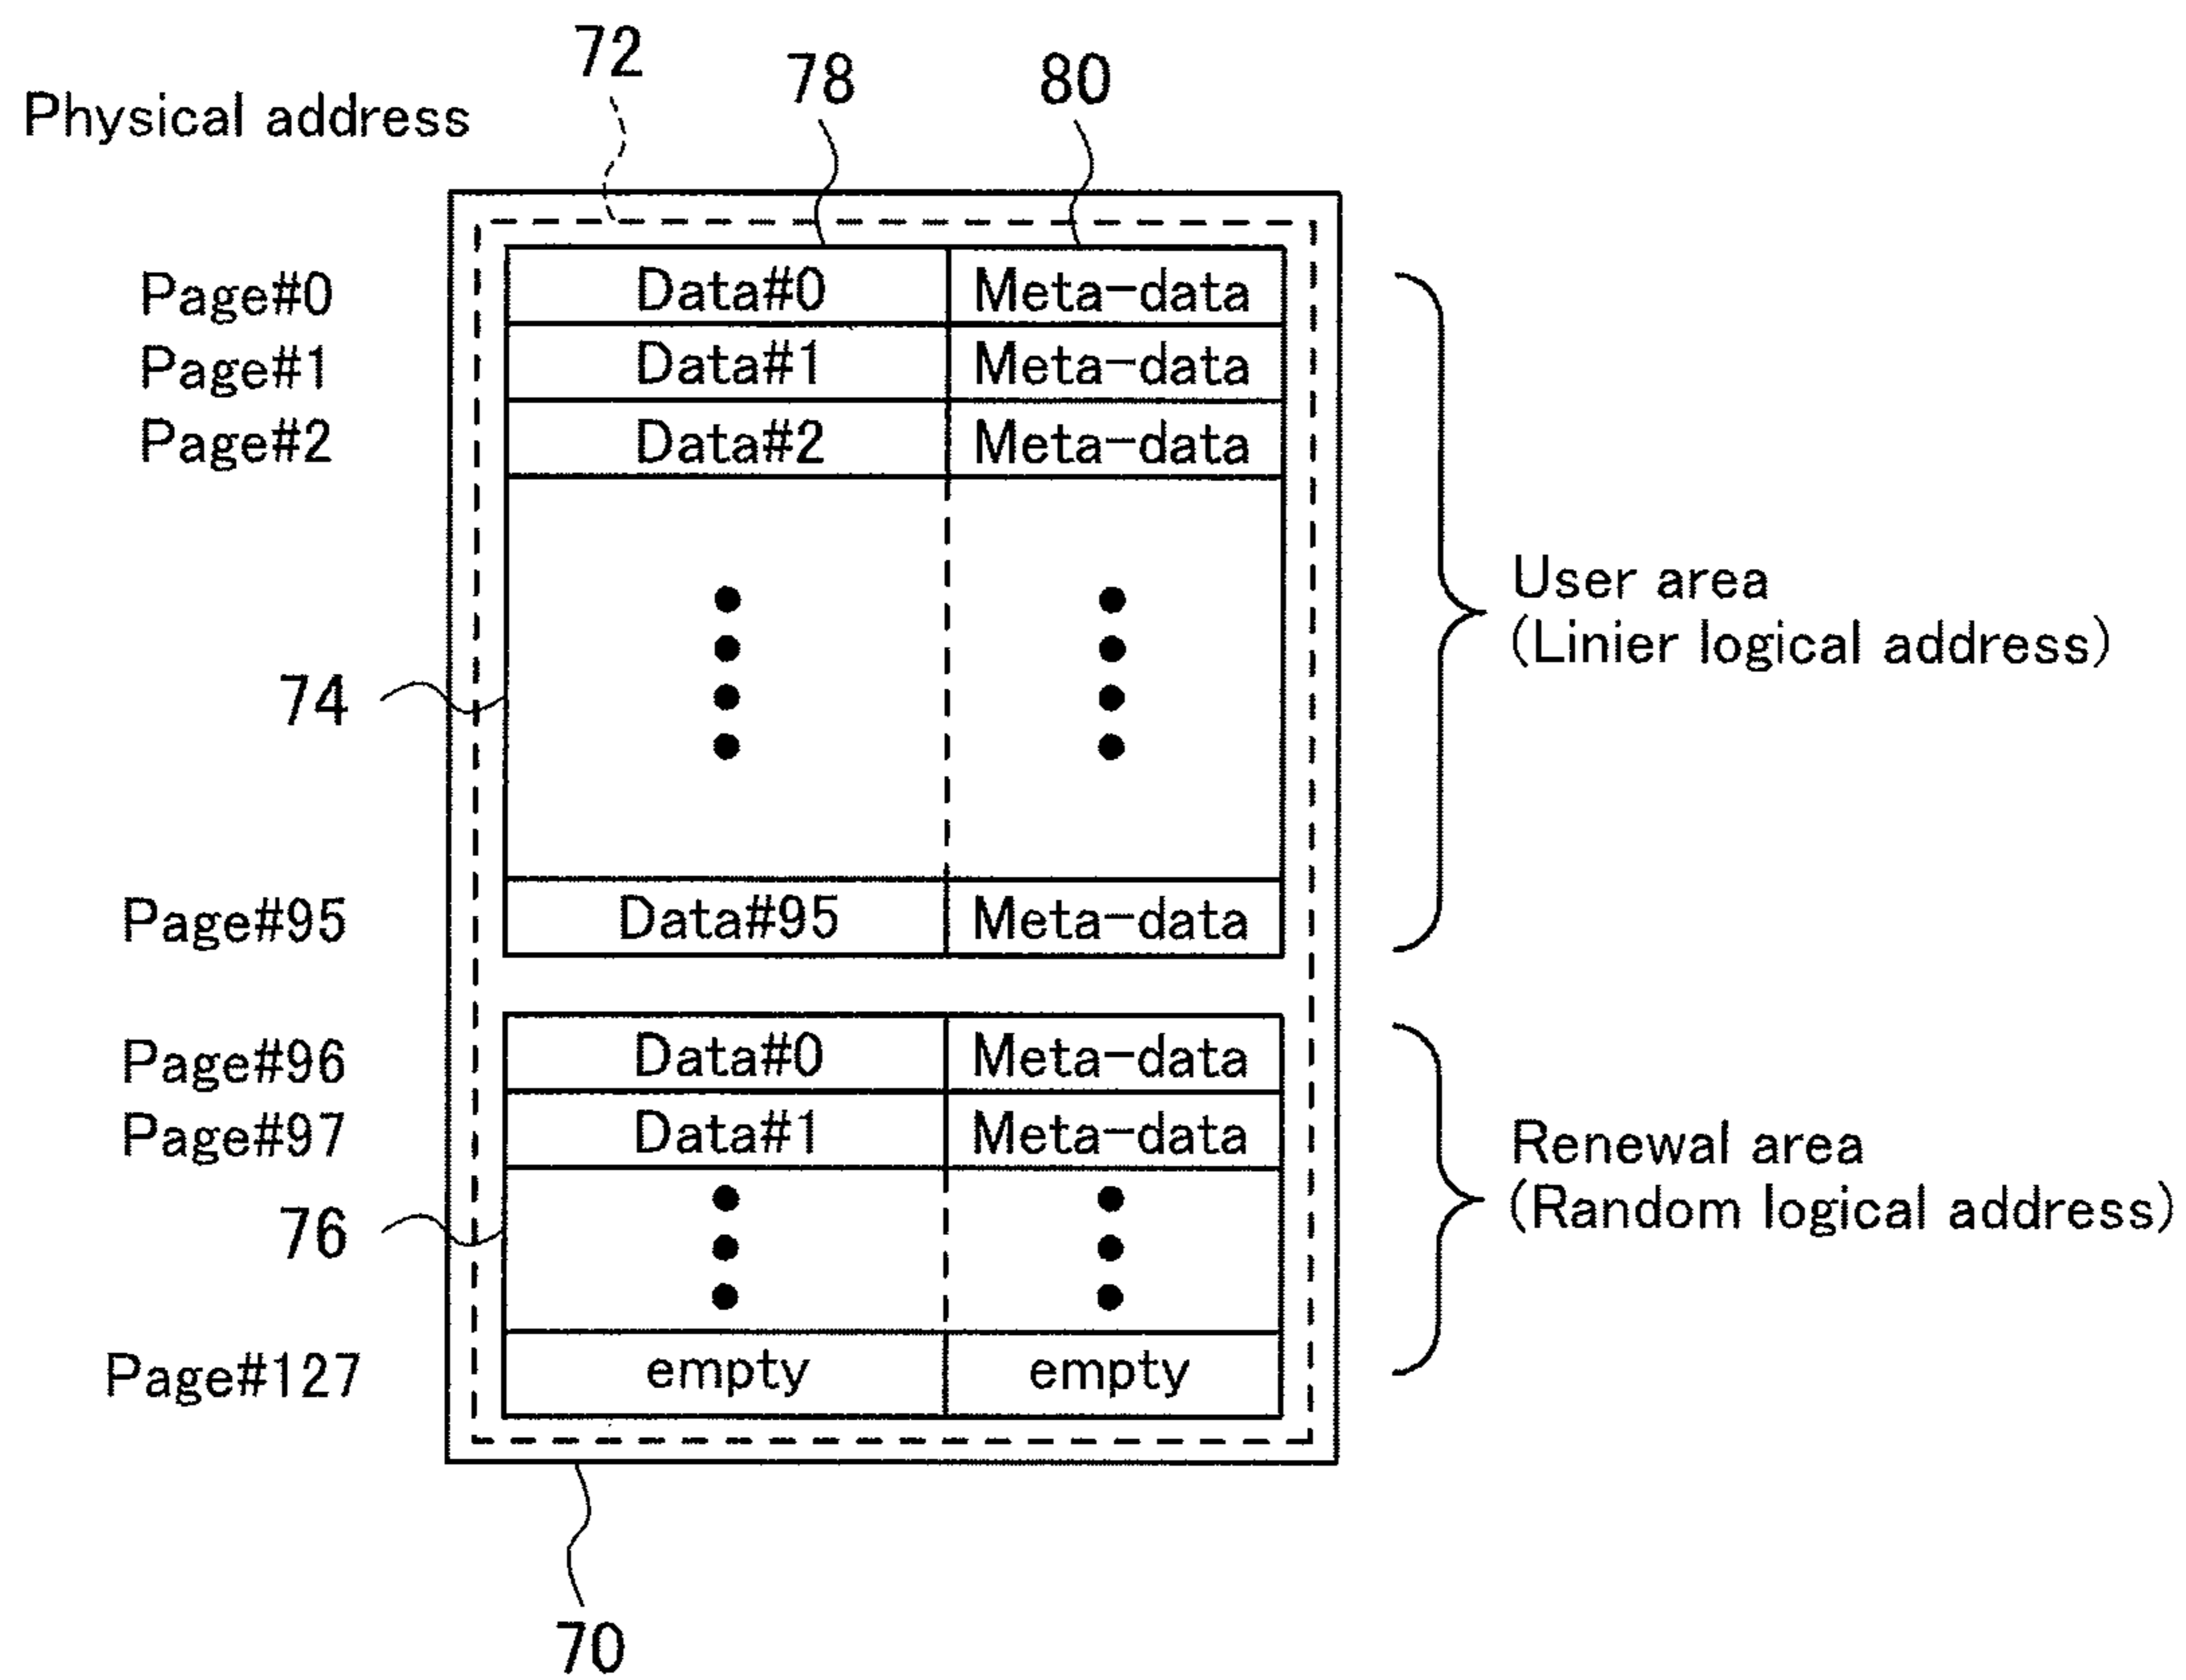 72
78
80
Physical address
Page#0 Data#0 Meta-data
Page#1 Data#1 Meta-data
Page#2 Data#2 Meta-data
User area
(Linier logical address)
74
Page#95 Data#95 Meta-data
Page#96 Data#0 Meta-data
Page#97 Data#1 Meta-data
Renewal area
(Random logical address)
76
Page#127 empty empty
70